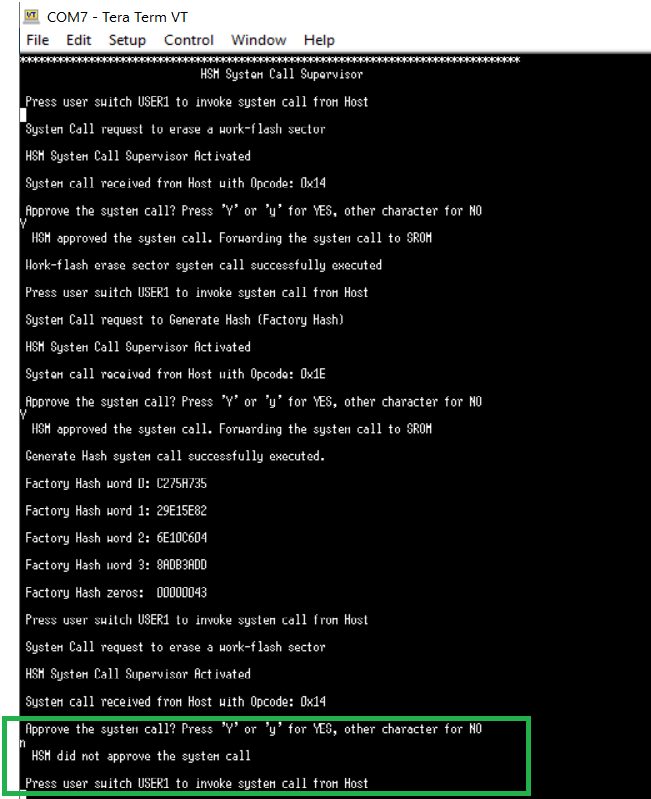 COM7 - Tera Term VT
File Edit Setup Control Window Help
********************************************************************************
HSM System Call Supervisor
Press user switch USER1 to invoke system call from Host
System Call request to erase a work-flash sector
HSM System Call Supervisor Activated
System call received from Host with Opcode: 0x14
Approve the system call? Press 'Y' or 'y' for YES, other character for NO
Y
HSM approved the system call. Forwarding the system call to SROM
Work-flash erase sector system call successfully executed
Press user switch USER1 to invoke system call from Host
System Call request to Generate Hash (Factory Hash)
HSM System Call Supervisor Activated
System call received from Host with Opcode: 0x1E
Approve the system call? Press 'Y' or 'y' for YES, other character for NO
Y
HSM approved the system call. Forwarding the system call to SROM
Generate Hash system call successfully executed.
Factory Hash word 0: C275A735
Factory Hash word 1: 29E15E82
Factory Hash word 2: 6E10C604
Factory Hash word 3: 8ADB3ADD
Factory Hash zeros: 00000043
Press user switch USER1 to invoke system call from Host
System Call request to erase a work-flash sector
HSM System Call Supervisor Activated
System call received from Host with Opcode: 0x14
Approve the system call? Press 'Y' or 'y' for YES, other character for NO
n
HSM did not approve the system call
Press user switch USER1 to invoke system call from Host